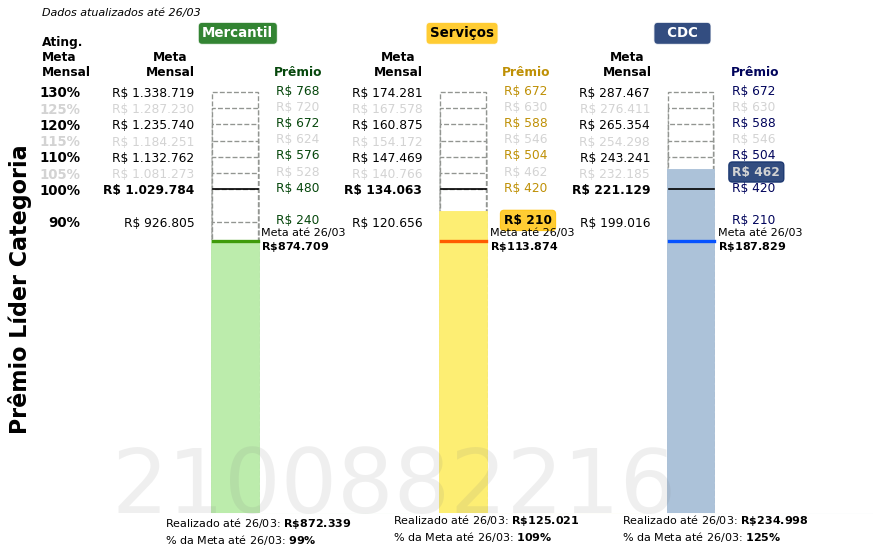 Dados atualizados até 26/03
Mercantil Serviços CDC
Ating. Meta Mensal
Meta Mensal Prêmio Meta Mensal Prêmio Meta Mensal Prêmio
130% R$ 1.338.719 R$ 768 R$ 174.281 R$ 672 R$ 287.467 R$ 672
125% R$ 1.287.230 R$ 720 R$ 167.578 R$ 630 R$ 276.411 R$ 630
120% R$ 1.235.740 R$ 672 R$ 160.875 R$ 588 R$ 265.354 R$ 588
115% R$ 1.184.251 R$ 624 R$ 154.172 R$ 546 R$ 254.298 R$ 546
110% R$ 1.132.762 R$ 576 R$ 147.469 R$ 504 R$ 243.241 R$ 504
105% R$ 1.081.273 R$ 528 R$ 140.766 R$ 462 R$ 232.185 R$ 462
100% R$ 1.029.784 R$ 480 R$ 134.063 R$ 420 R$ 221.129 R$ 420
90% R$ 926.805 R$ 240 R$ 120.656 R$ 210 R$ 199.016 R$ 210
Meta até 26/03 Meta até 26/03 Meta até 26/03
R$874.709 R$113.874 R$187.829
Prêmio Líder Categoria
2100882216
Realizado até 26/03: R$872.339 Realizado até 26/03: R$125.021 Realizado até 26/03: R$234.998
% da Meta até 26/03: 99% % da Meta até 26/03: 109% % da Meta até 26/03: 125%